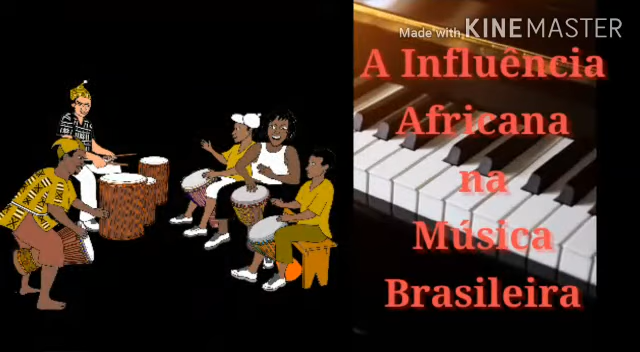 Made with KINEMASTER
A Influência
Africana
na
Música
Brasileira